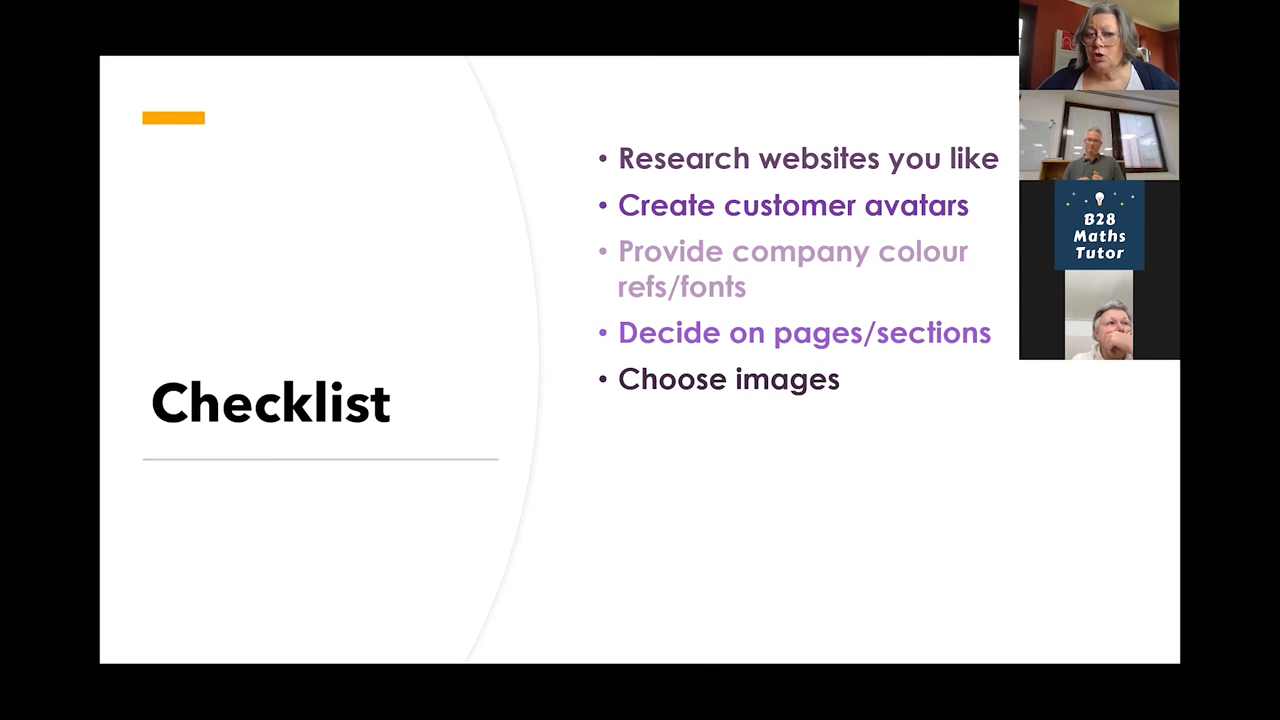 Checklist
• Research websites you like
• Create customer avatars
• Provide company colour
refs/fonts
• Decide on pages/sections
• Choose images
B28
Maths
Tutor